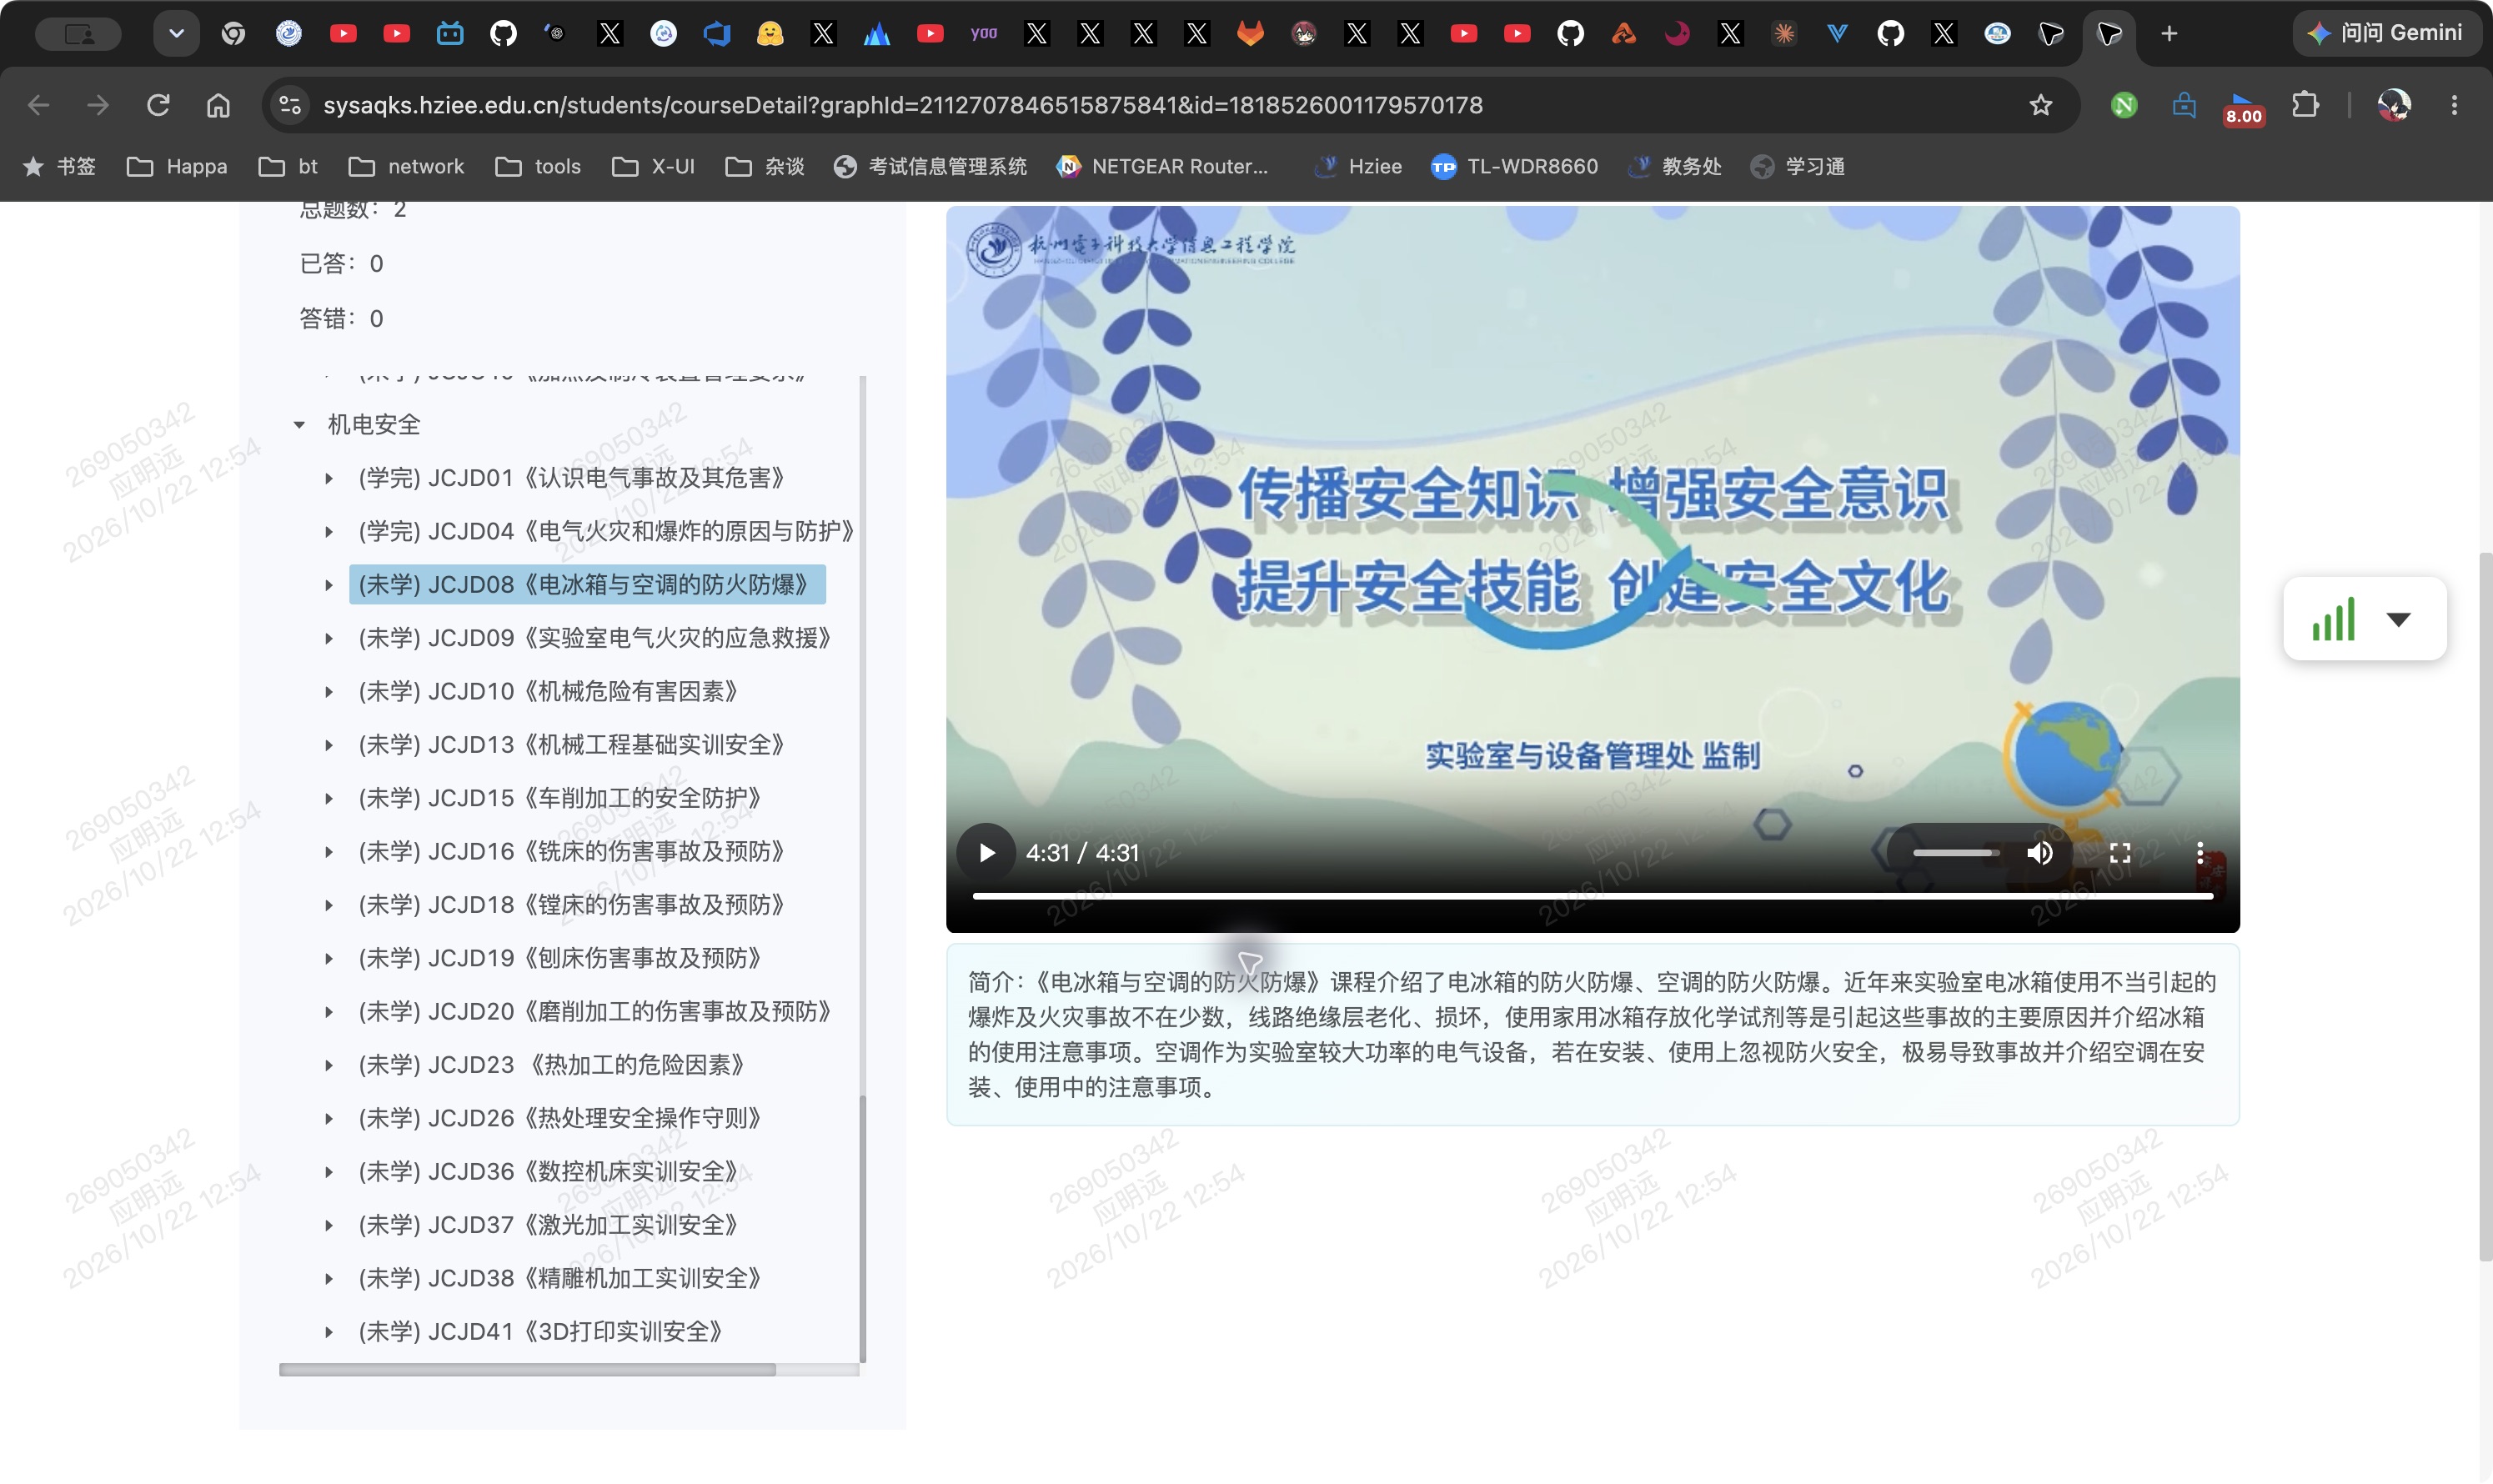 yoo
问问 Gemini
sysaqks.hziee.edu.cn/students/courseDetail?graphId=2112707846515875841&id=1818526001179570178
8.00
书签
Happa
bt
network
tools
X-UI
杂谈
考试信息管理系统
NETGEAR Router...
Hziee
TL-WDR8660
教务处
学习通
总题数：2
已答：0
答错：0
机电安全
(学完) JCJD01《认识电气事故及其危害》
(学完) JCJD04《电气火灾和爆炸的原因与防护》
(未学) JCJD08《电冰箱与空调的防火防爆》
(未学) JCJD09《实验室电气火灾的应急救援》
(未学) JCJD10《机械危险有害因素》
(未学) JCJD13《机械工程基础实训安全》
(未学) JCJD15《车削加工的安全防护》
(未学) JCJD16《铣床的伤害事故及预防》
(未学) JCJD18《镗床的伤害事故及预防》
(未学) JCJD19《刨床伤害事故及预防》
(未学) JCJD20《磨削加工的伤害事故及预防》
(未学) JCJD23 《热加工的危险因素》
(未学) JCJD26《热处理安全操作守则》
(未学) JCJD36《数控机床实训安全》
(未学) JCJD37《激光加工实训安全》
(未学) JCJD38《精雕机加工实训安全》
(未学) JCJD41《3D打印实训安全》
杭州电子科技大学信息工程学院
传播安全知识 增强安全意识
提升安全技能 创建安全文化
实验室与设备管理处 监制
4:31 / 4:31
简介：《电冰箱与空调的防火防爆》课程介绍了电冰箱的防火防爆、空调的防火防爆。近年来实验室电冰箱使用不当引起的
爆炸及火灾事故不在少数，线路绝缘层老化、损坏，使用家用冰箱存放化学试剂等是引起这些事故的主要原因并介绍冰箱
的使用注意事项。空调作为实验室较大功率的电气设备，若在安装、使用上忽视防火安全，极易导致事故并介绍空调在安
装、使用中的注意事项。
269050342
应明远
2026/10/22 12:54